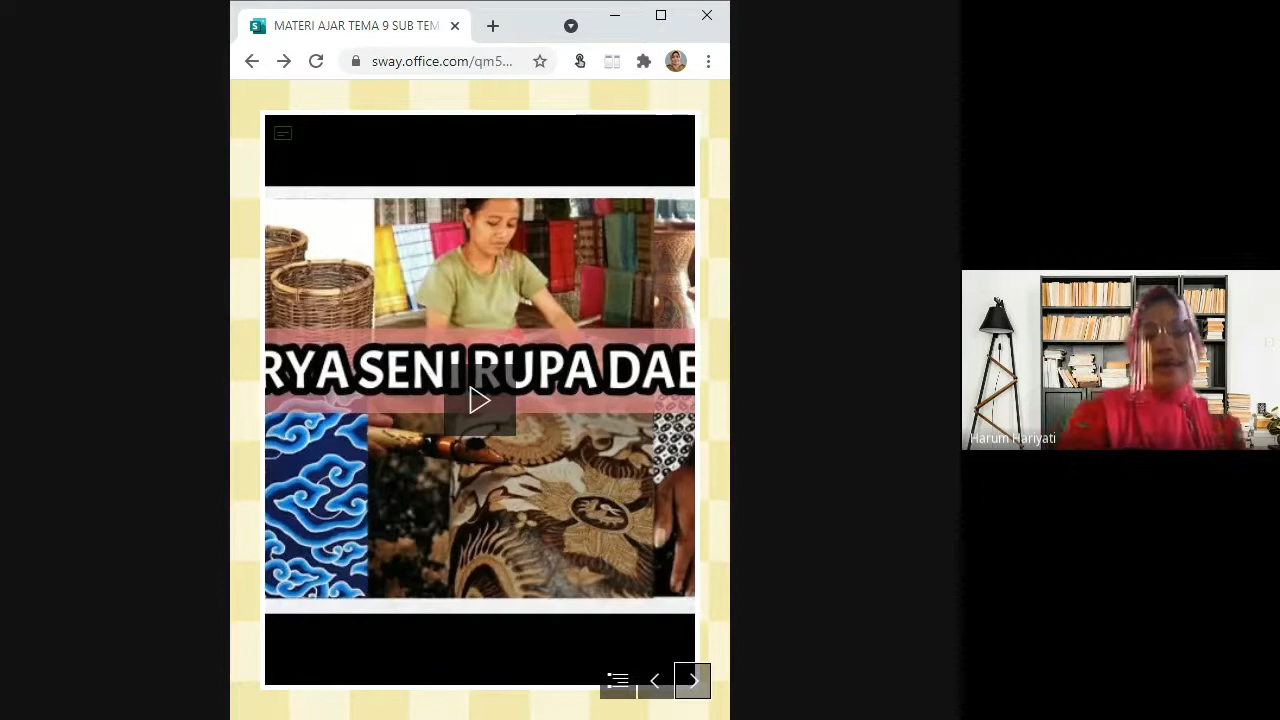 MATERI AJAR TEMA 9 SUB TEM
sway.office.com/qm5...
RYA SENI RUPA DAE
Harum Hariyati